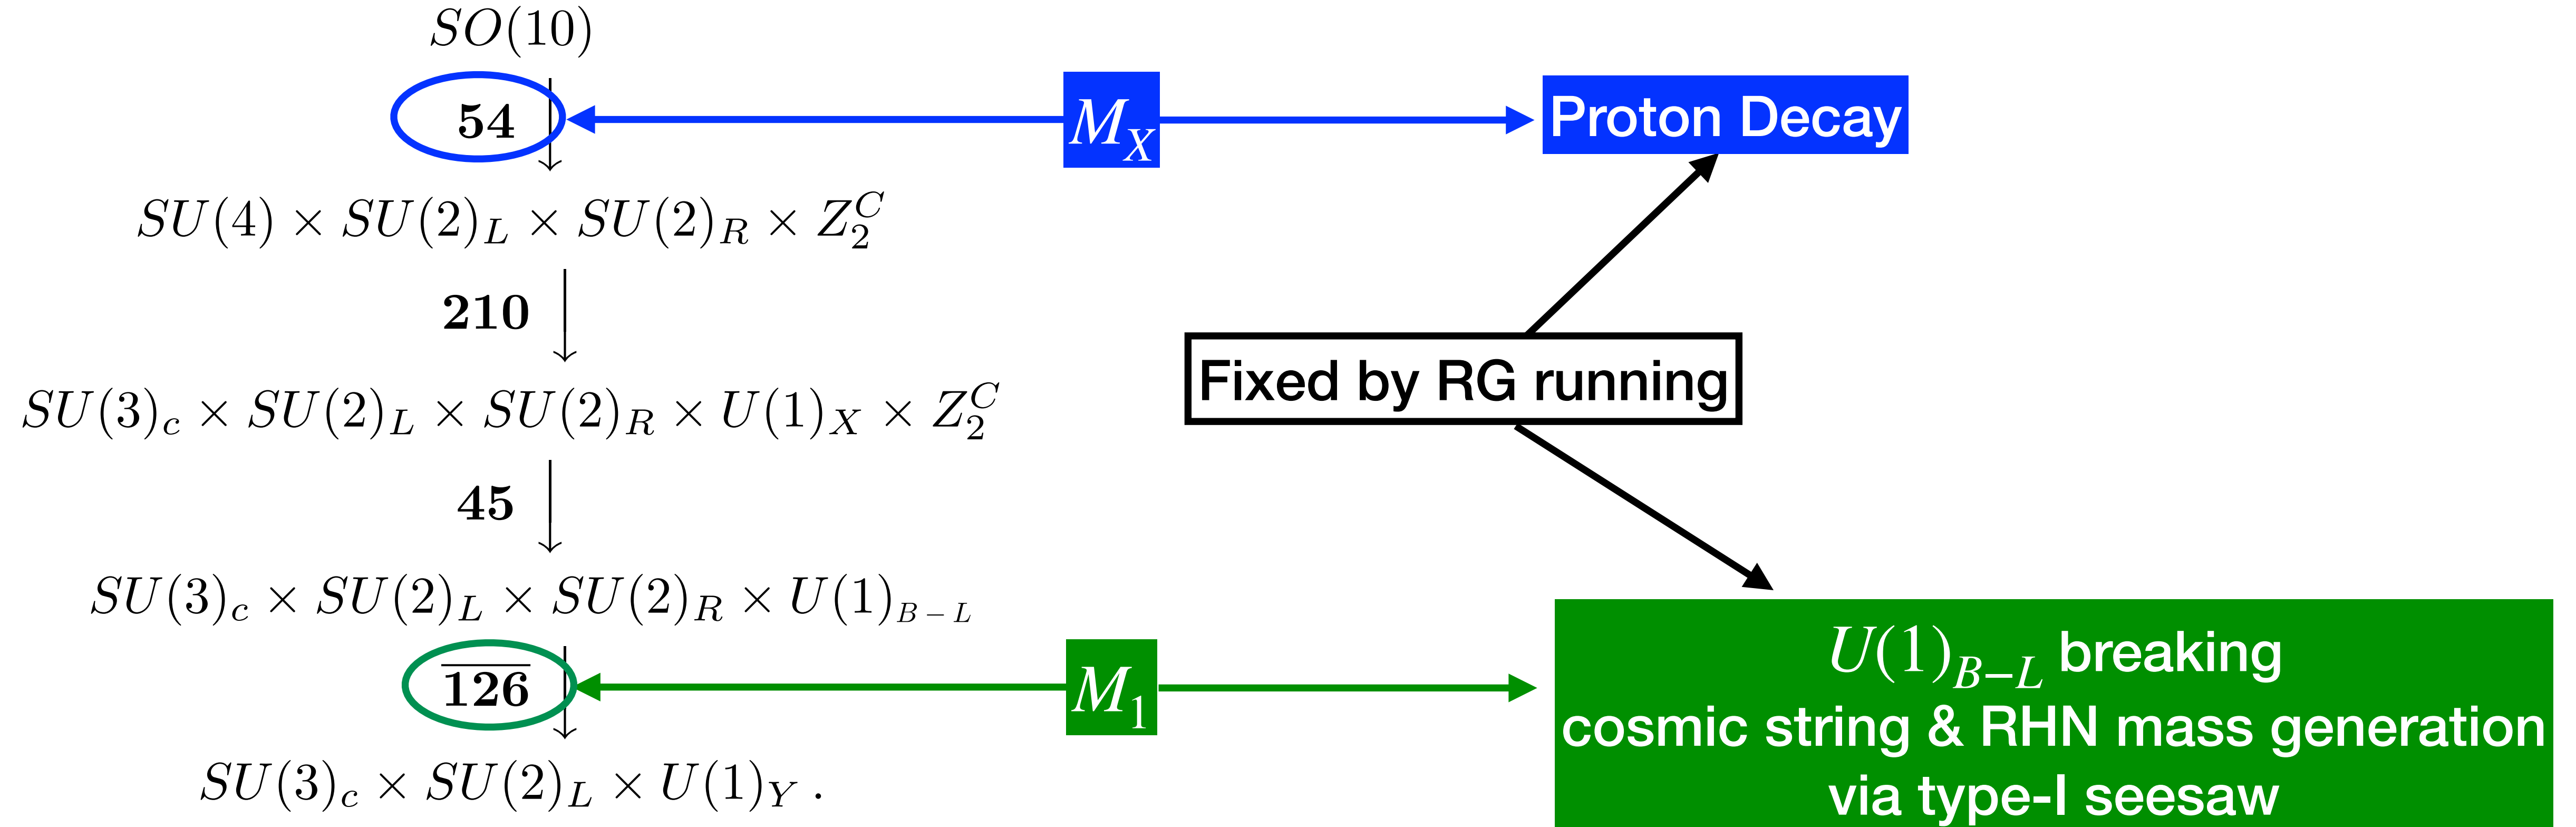 SO(10)
54
M_X
Proton Decay
SU(4) × SU(2)_L × SU(2)_R × Z_2^C
210
Fixed by RG running
SU(3)_c × SU(2)_L × SU(2)_R × U(1)_X × Z_2^C
45
SU(3)_c × SU(2)_L × SU(2)_R × U(1)_{B-L}
\overline{126}
M_1
U(1)_{B-L} breaking
cosmic string & RHN mass generation
via type-I seesaw
SU(3)_c × SU(2)_L × U(1)_Y .